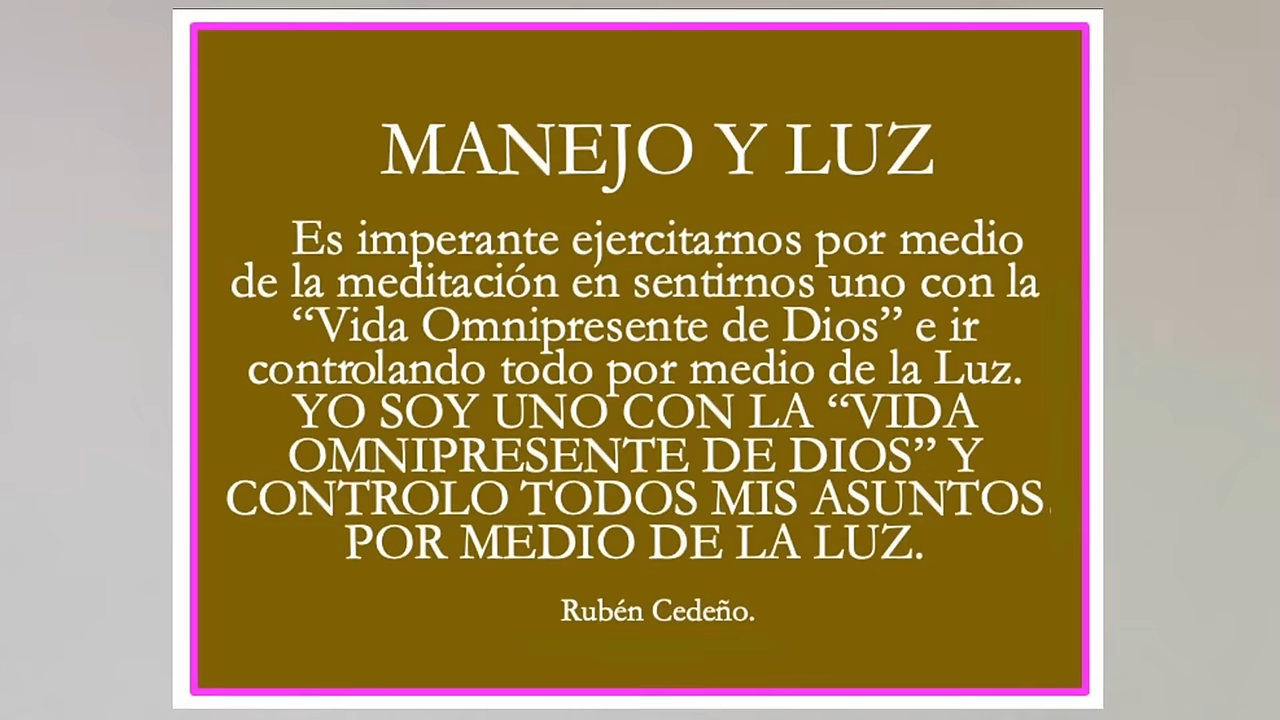 MANEJO Y LUZ
Es imperante ejercitarnos por medio
de la meditación en sentirnos uno con la
“Vida Omnipresente de Dios” e ir
controlando todo por medio de la Luz.
YO SOY UNO CON LA “VIDA
OMNIPRESENTE DE DIOS” Y
CONTROLO TODOS MIS ASUNTOS
POR MEDIO DE LA LUZ.
Rubén Cedeño.